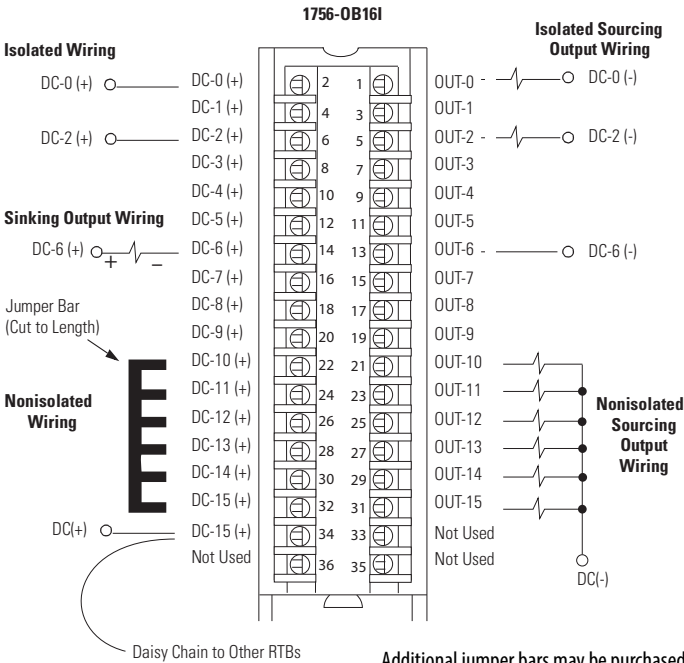 1756-OB16I
Isolated Wiring
Isolated Sourcing
Output Wiring
DC-0 (+) DC-0 (+) 2 1 OUT-0 DC-0 (-)
DC-1 (+) 4 3 OUT-1
DC-2 (+) DC-2 (+) 6 5 OUT-2 DC-2 (-)
DC-3 (+) 8 7 OUT-3
DC-4 (+) 10 9 OUT-4
Sinking Output Wiring
DC-5 (+) 12 11 OUT-5
DC-6 (+) + – DC-6 (+) 14 13 OUT-6 DC-6 (-)
DC-7 (+) 16 15 OUT-7
Jumper Bar
(Cut to Length)
DC-8 (+) 18 17 OUT-8
DC-9 (+) 20 19 OUT-9
DC-10 (+) 22 21 OUT-10
DC-11 (+) 24 23 OUT-11
Nonisolated
Wiring
DC-12 (+) 26 25 OUT-12
DC-13 (+) 28 27 OUT-13
DC-14 (+) 30 29 OUT-14
DC-15 (+) 32 31 OUT-15
Nonisolated
Sourcing
Output
Wiring
DC(+) DC-15 (+) 34 33 Not Used
Not Used 36 35 Not Used
DC(-)
Daisy Chain to Other RTBs
Additional jumper bars may be purchased